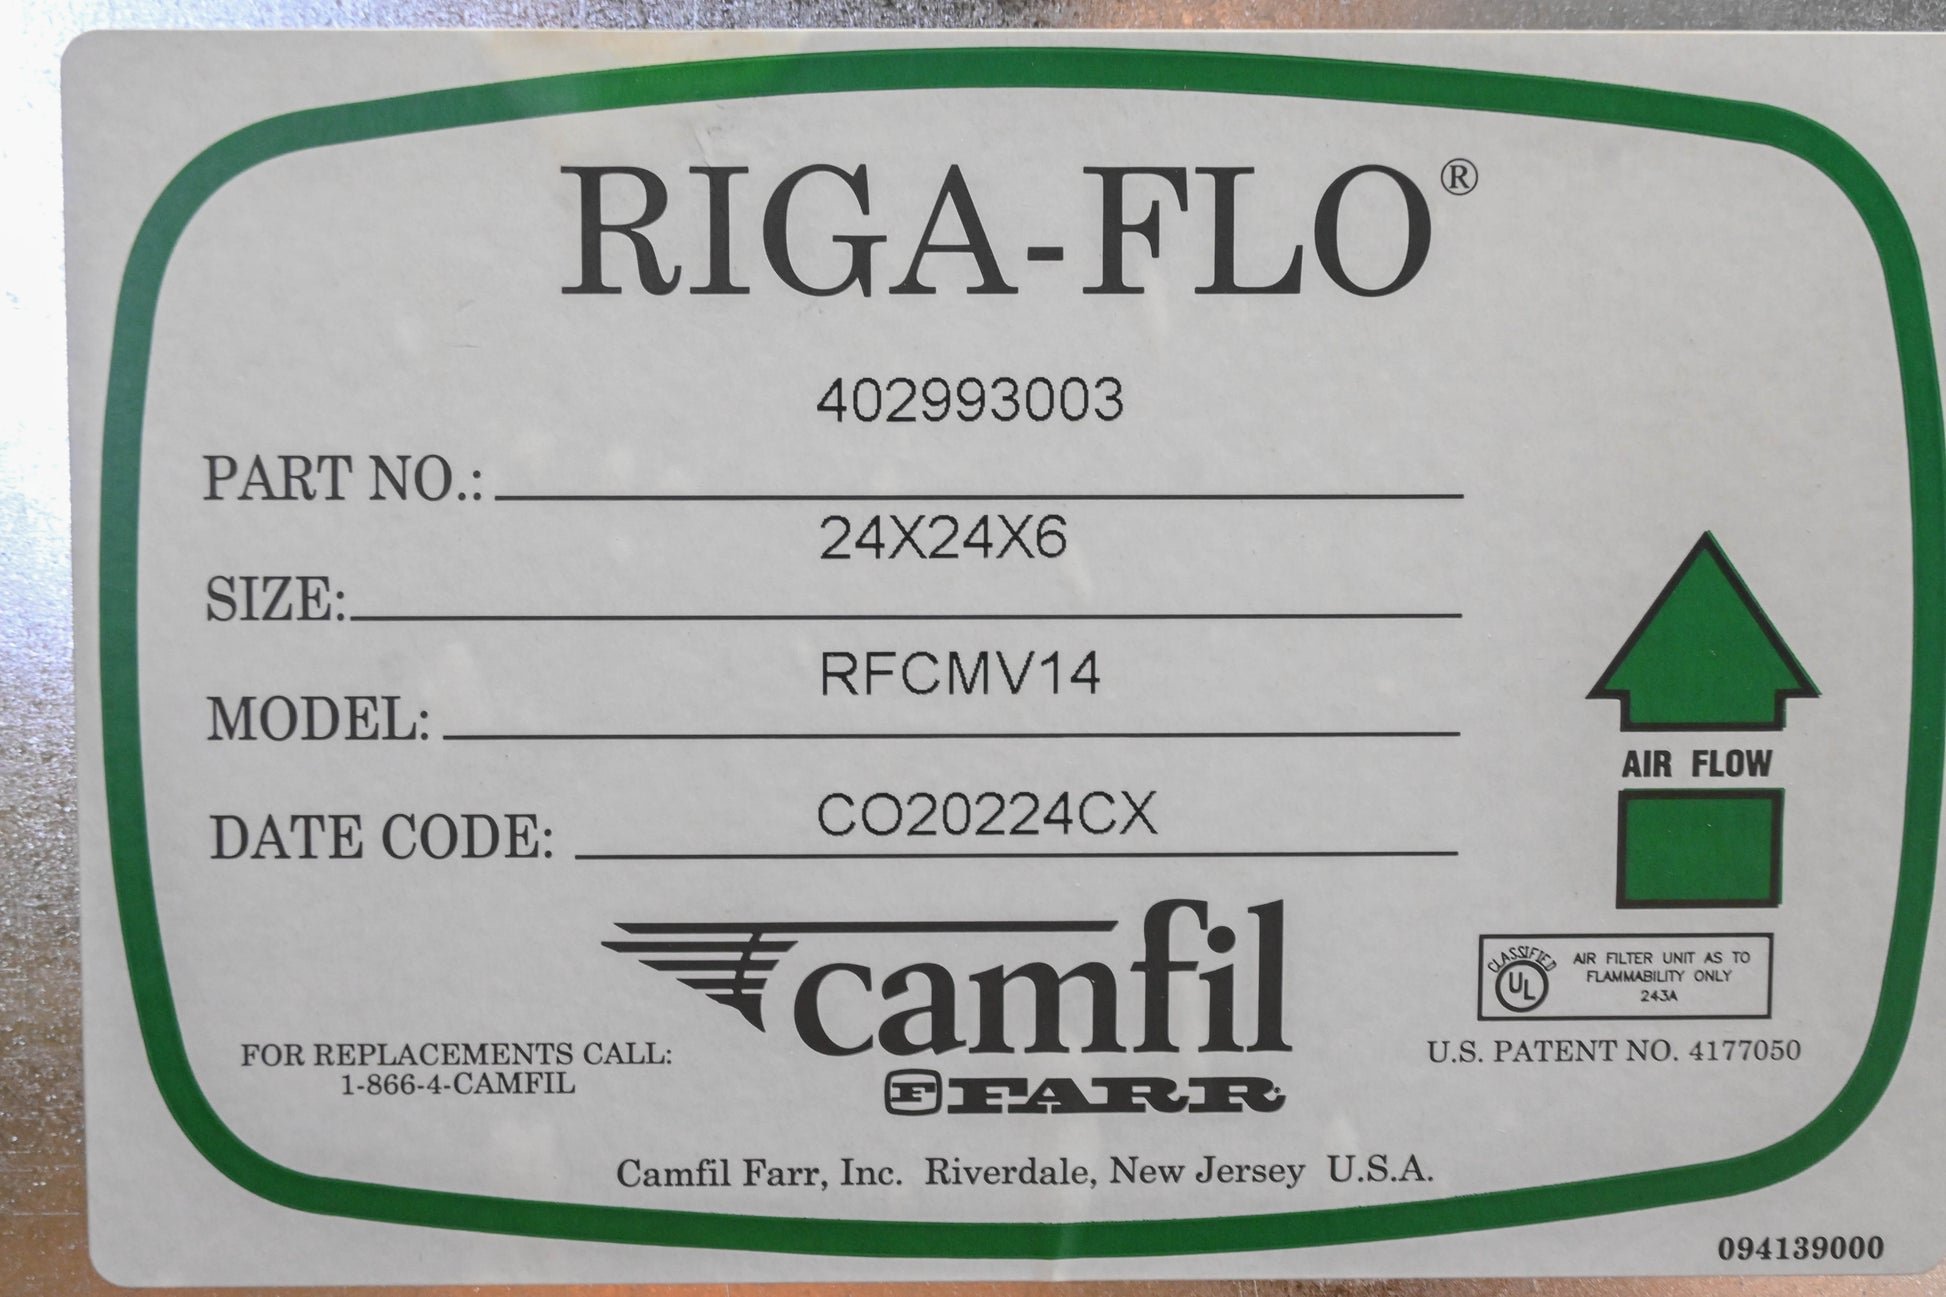 RIGA-FLO®
402993003
PART NO.:
24X24X6
SIZE:
RFCMV14
MODEL:
CO20224CX
DATE CODE:
AIR FLOW
camfil
F FARR
CLASSIFIED
UL
AIR FILTER UNIT AS TO
FLAMMABILITY ONLY
243A
U.S. PATENT NO. 4177050
FOR REPLACEMENTS CALL:
1-866-4-CAMFIL
Camfil Farr, Inc. Riverdale, New Jersey U.S.A.
094139000